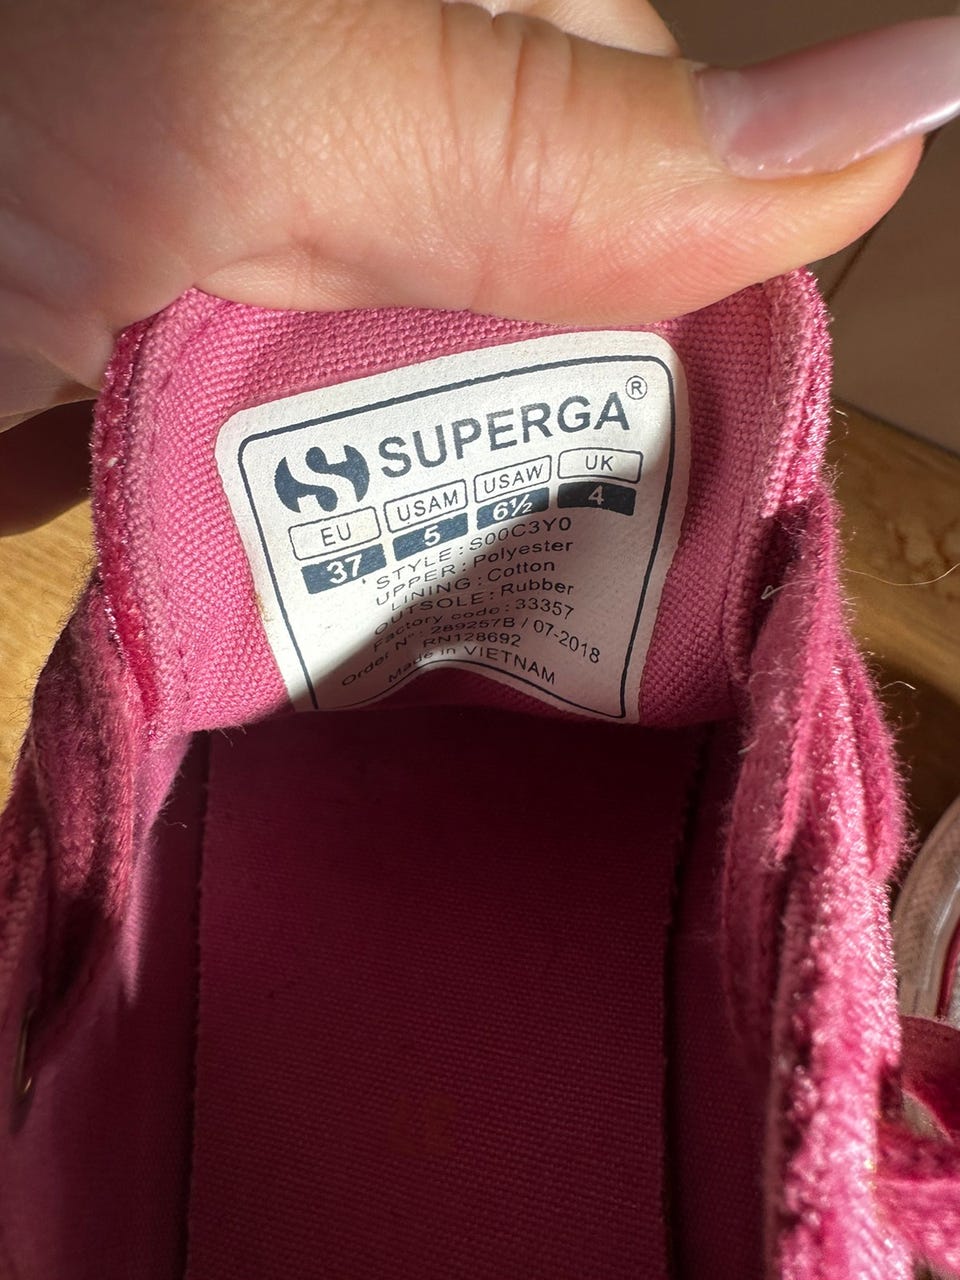 SUPERGA®
EU USAM USAW UK
37 5 6½ 4
STYLE : S00C3Y0
UPPER : Polyester
LINING : Cotton
OUTSOLE : Rubber
Factory code : 33357
Order N° : 289257B / 07-2018
RN128692
Made in VIETNAM